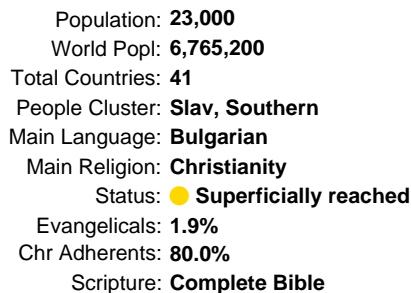 Population: 23,000
World Popl: 6,765,200
Total Countries: 41
People Cluster: Slav, Southern
Main Language: Bulgarian
Main Religion: Christianity
Status: Superficially reached
Evangelicals: 1.9%
Chr Adherents: 80.0%
Scripture: Complete Bible